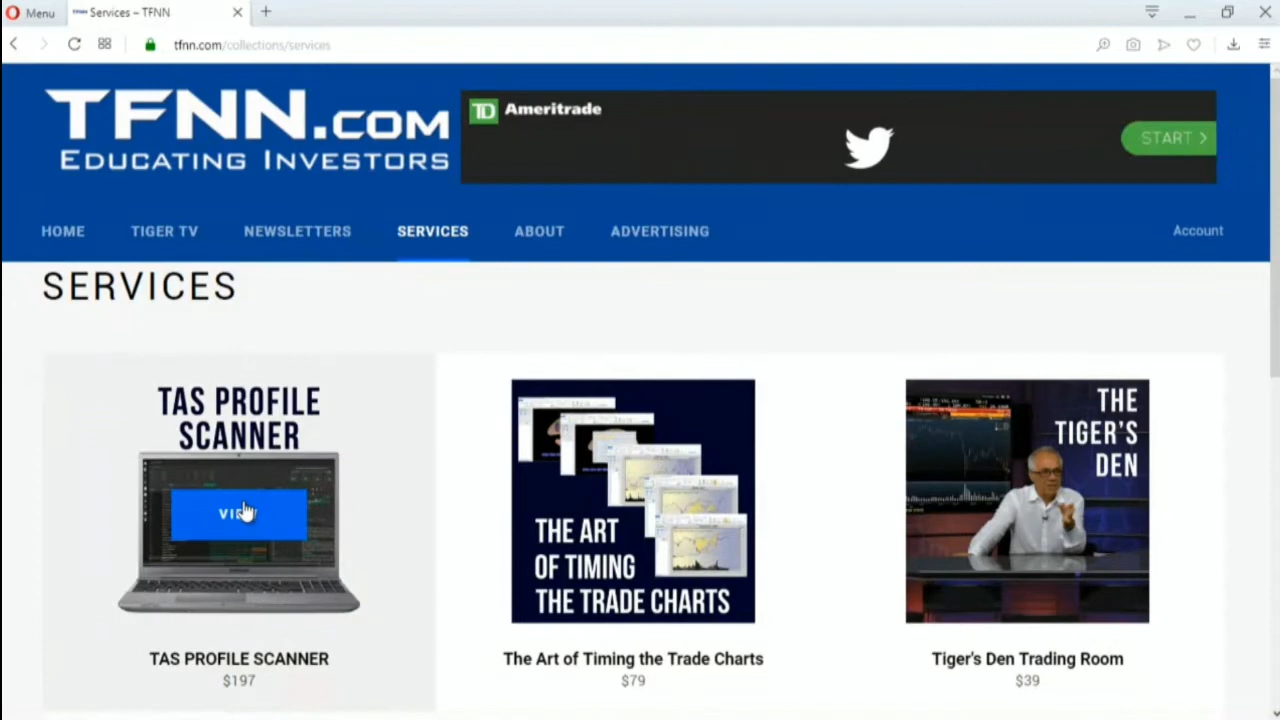 Menu
Services – TFNN
tfnn.com/collections/services
TFNN.COM
EDUCATING INVESTORS
TD Ameritrade
START >
HOME
TIGER TV
NEWSLETTERS
SERVICES
ABOUT
ADVERTISING
Account
SERVICES
TAS PROFILE
SCANNER
TAS PROFILE SCANNER
$197
THE ART
OF TIMING
THE TRADE CHARTS
The Art of Timing the Trade Charts
$79
THE
TIGER'S
DEN
Tiger's Den Trading Room
$39